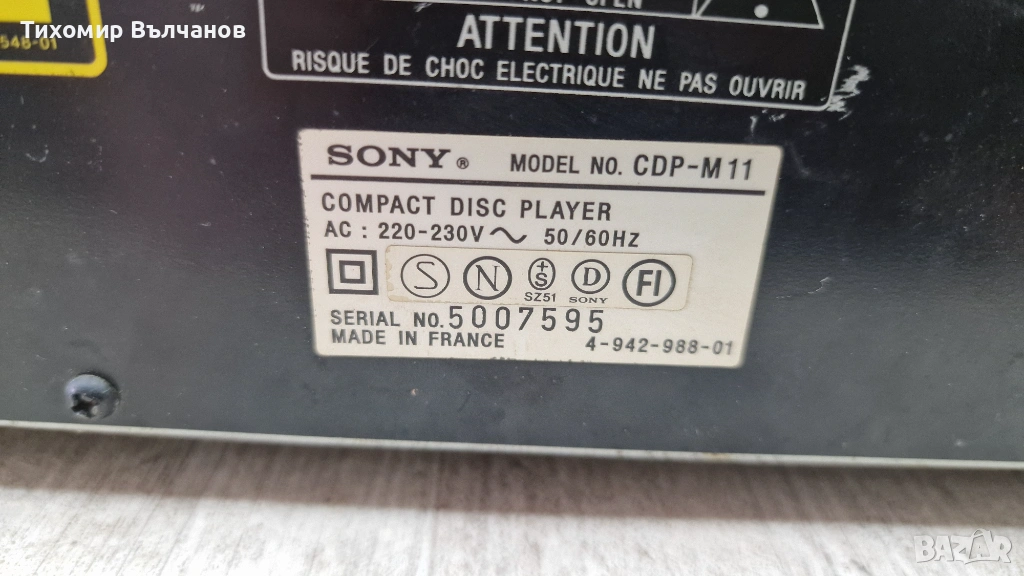 Тихомир Вълчанов
548-01
OPEN
ATTENTION
RISQUE DE CHOC ELECTRIQUE NE PAS OUVRIR
SONY ® MODEL NO. CDP-M11
COMPACT DISC PLAYER
AC : 220-230V ~ 50/60HZ
S N +S D FI
SZ51 SONY
SERIAL NO. 5007595
MADE IN FRANCE 4-942-988-01
BAZAR